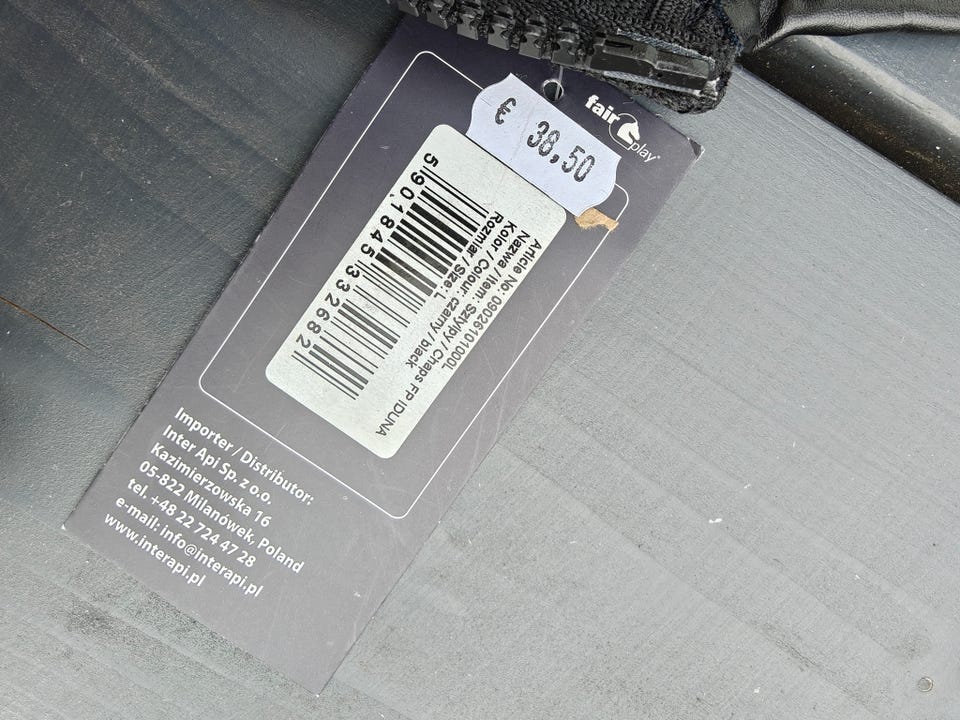 fair play®
€ 38,50
Article No: 09026101000L
Nazwa / Item: Sztylpy / Chaps FP IDUNA
Kolor / Colour: czarny / black
Rozmiar / Size: L
5 901845 332682
Importer / Distributor:
Inter Api Sp. z o.o.
Kazimierzowska 16
05-822 Milanówek, Poland
tel. +48 22 724 47 28
e-mail: info@interapi.pl
www.interapi.pl